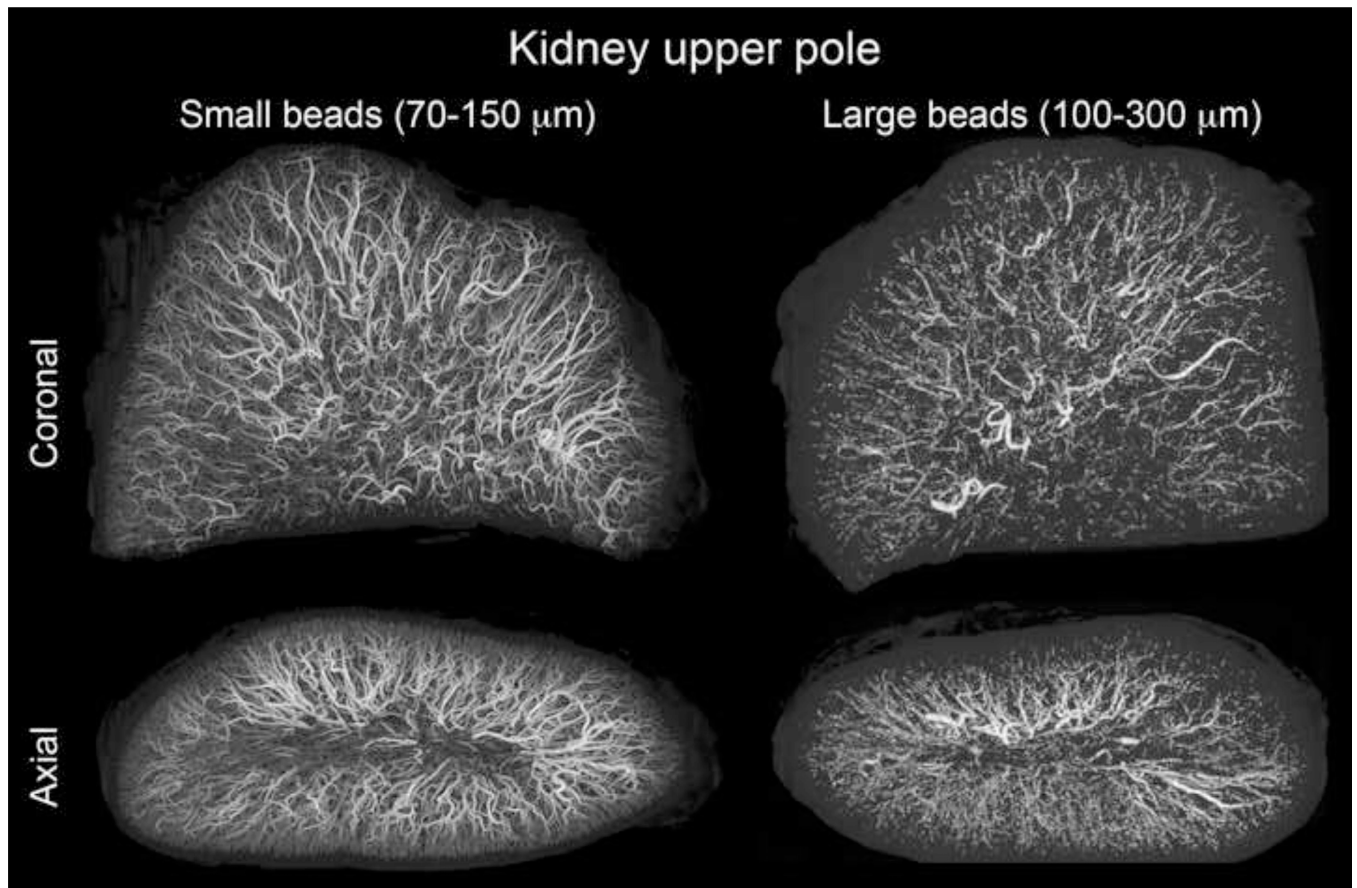 Kidney upper pole
Small beads (70-150 μm)
Large beads (100-300 μm)
Coronal
Axial